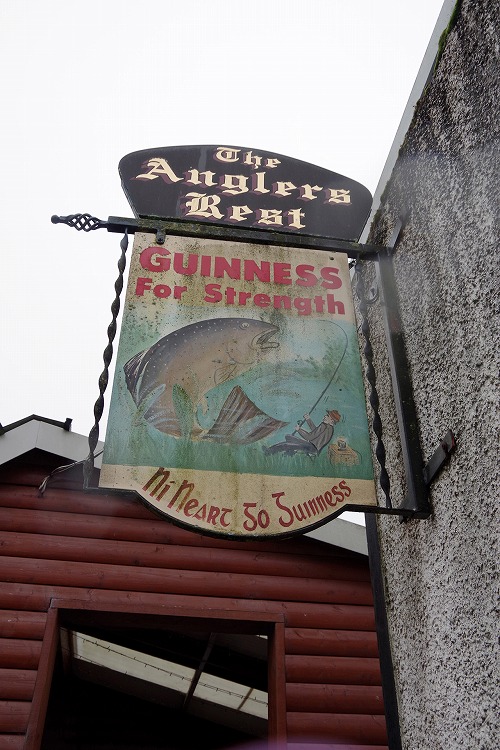 The
Anglers
Rest
GUINNESS
For Strength
Ní Neart Go Guinness